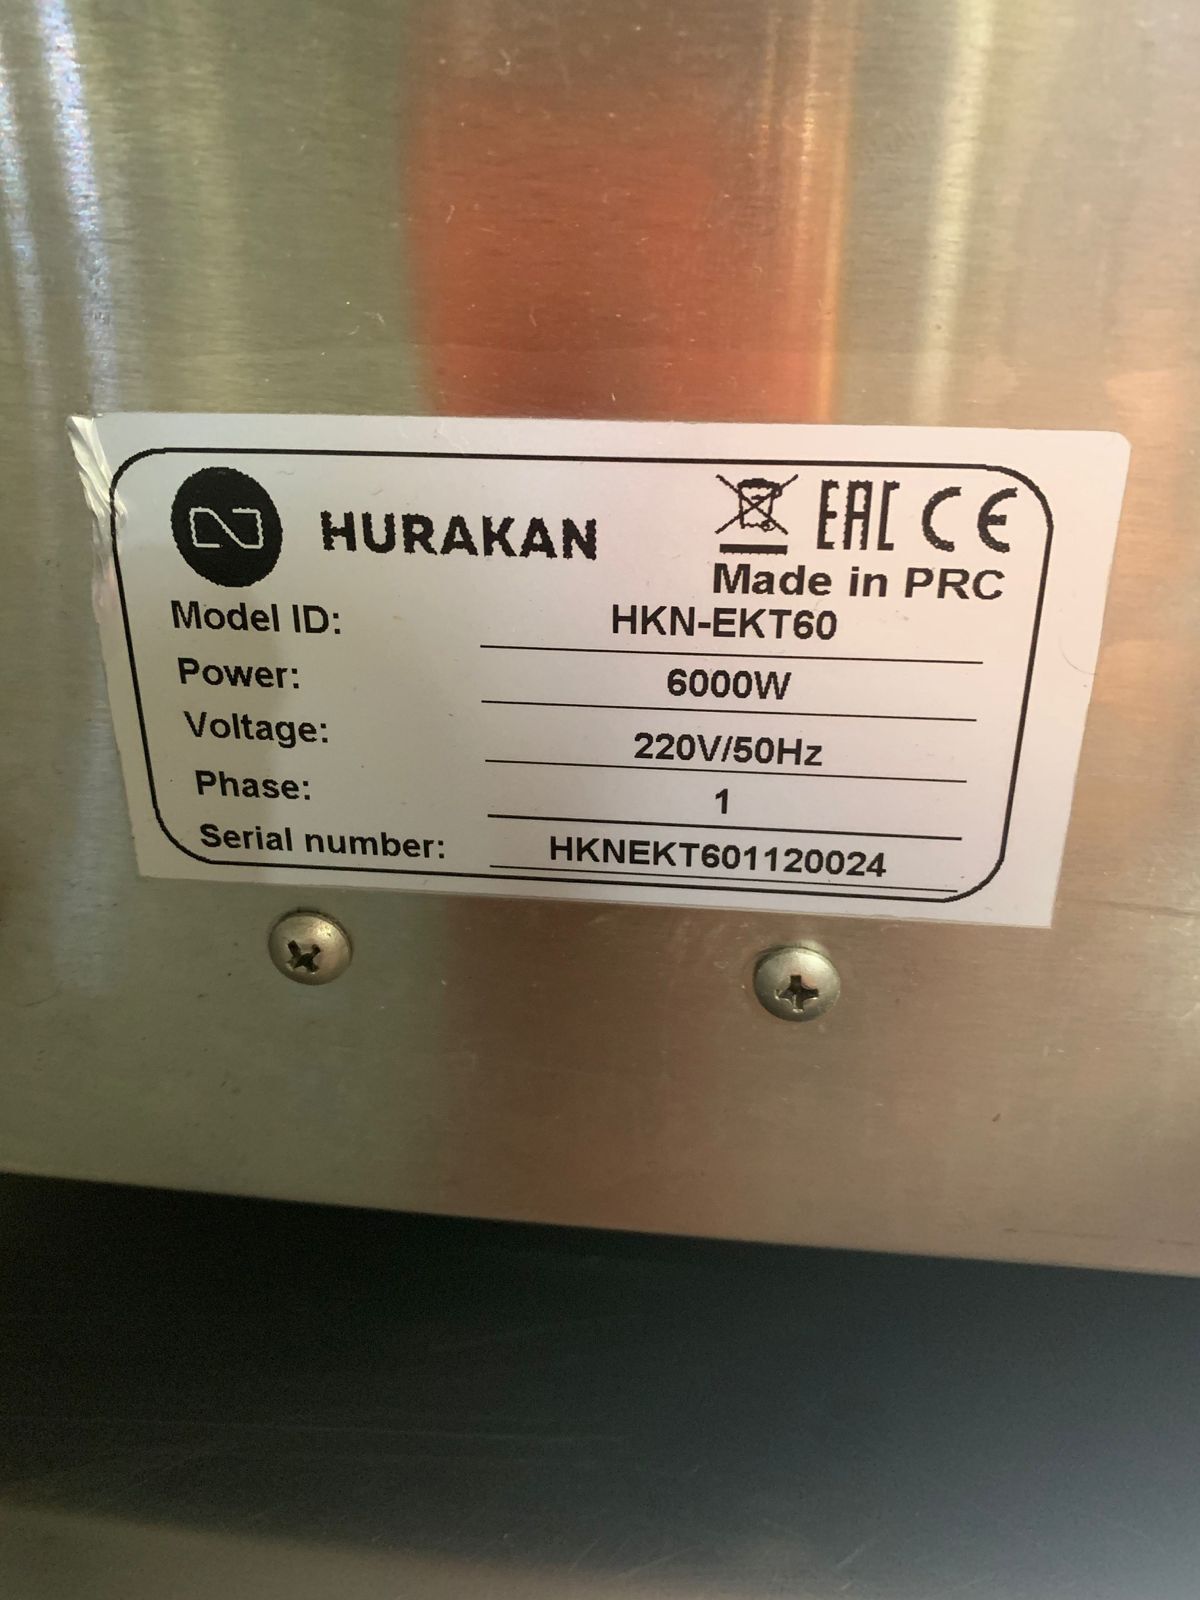 HURAKAN EAC CE
Made in PRC
Model ID: HKN-EKT60
Power: 6000W
Voltage: 220V/50Hz
Phase: 1
Serial number: HKNEKT601120024